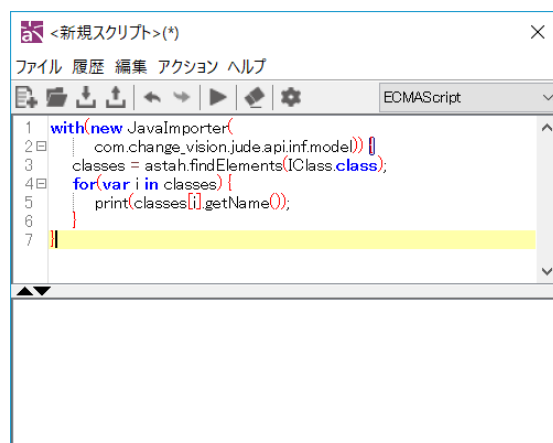 <新規スクリプト>(*)
ファイル 履歴 編集 アクション ヘルプ
ECMAScript
1 with(new JavaImporter(
2 com.change_vision.jude.api.inf.model)) {
3 classes = astah.findElements(IClass.class);
4 for(var i in classes) {
5 print(classes[i].getName());
6 }
7 }